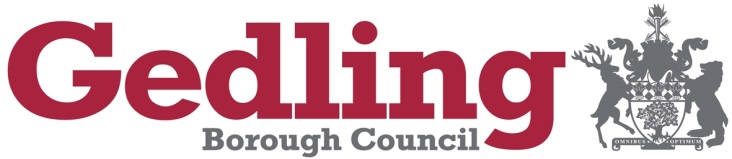 Gedling
Borough Council
OMNIBUS OPTIMUM